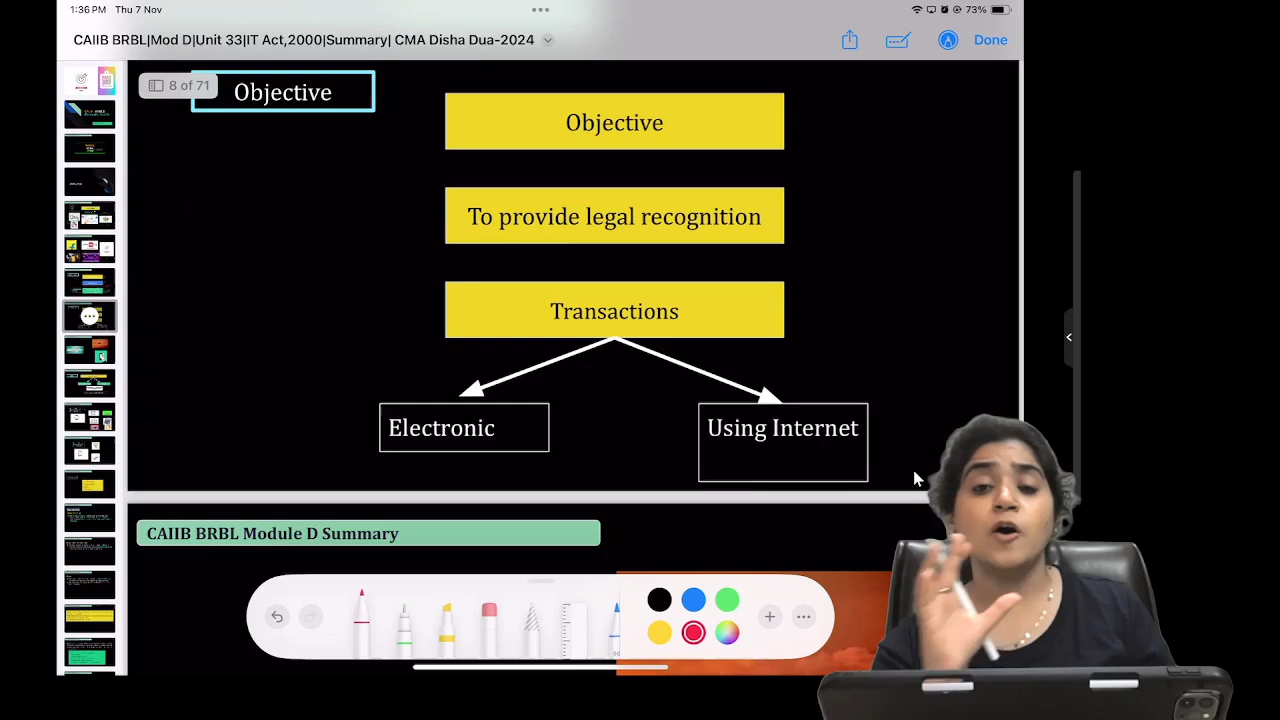 1:36 PM Thu 7 Nov
73%
CAIIB BRBL|Mod D|Unit 33|IT Act,2000|Summary| CMA Disha Dua-2024
Done
8 of 71
Objective
Objective
To provide legal recognition
Transactions
Electronic
Using Internet
CAIIB BRBL Module D Summary